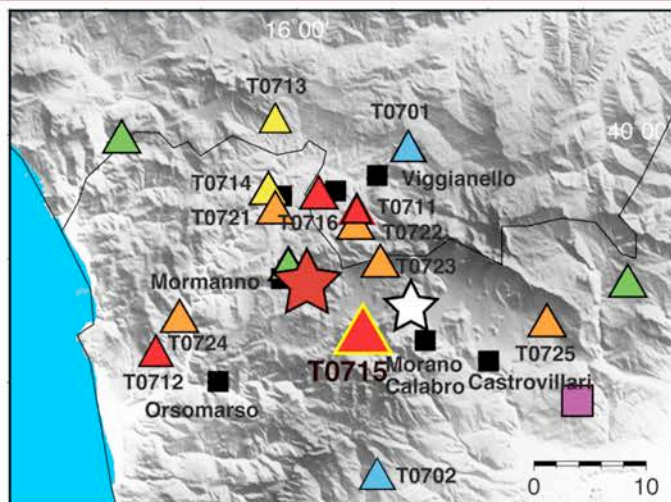 16˚00'
T0713
T0701
40˚00'
T0714
Viggianello
T0721
T0716
T0711
T0722
T0723
Mormanno
T0724
T0715
T0725
T0712
Morano
Calabro
Castrovillari
Orsomarso
T0702
0
10